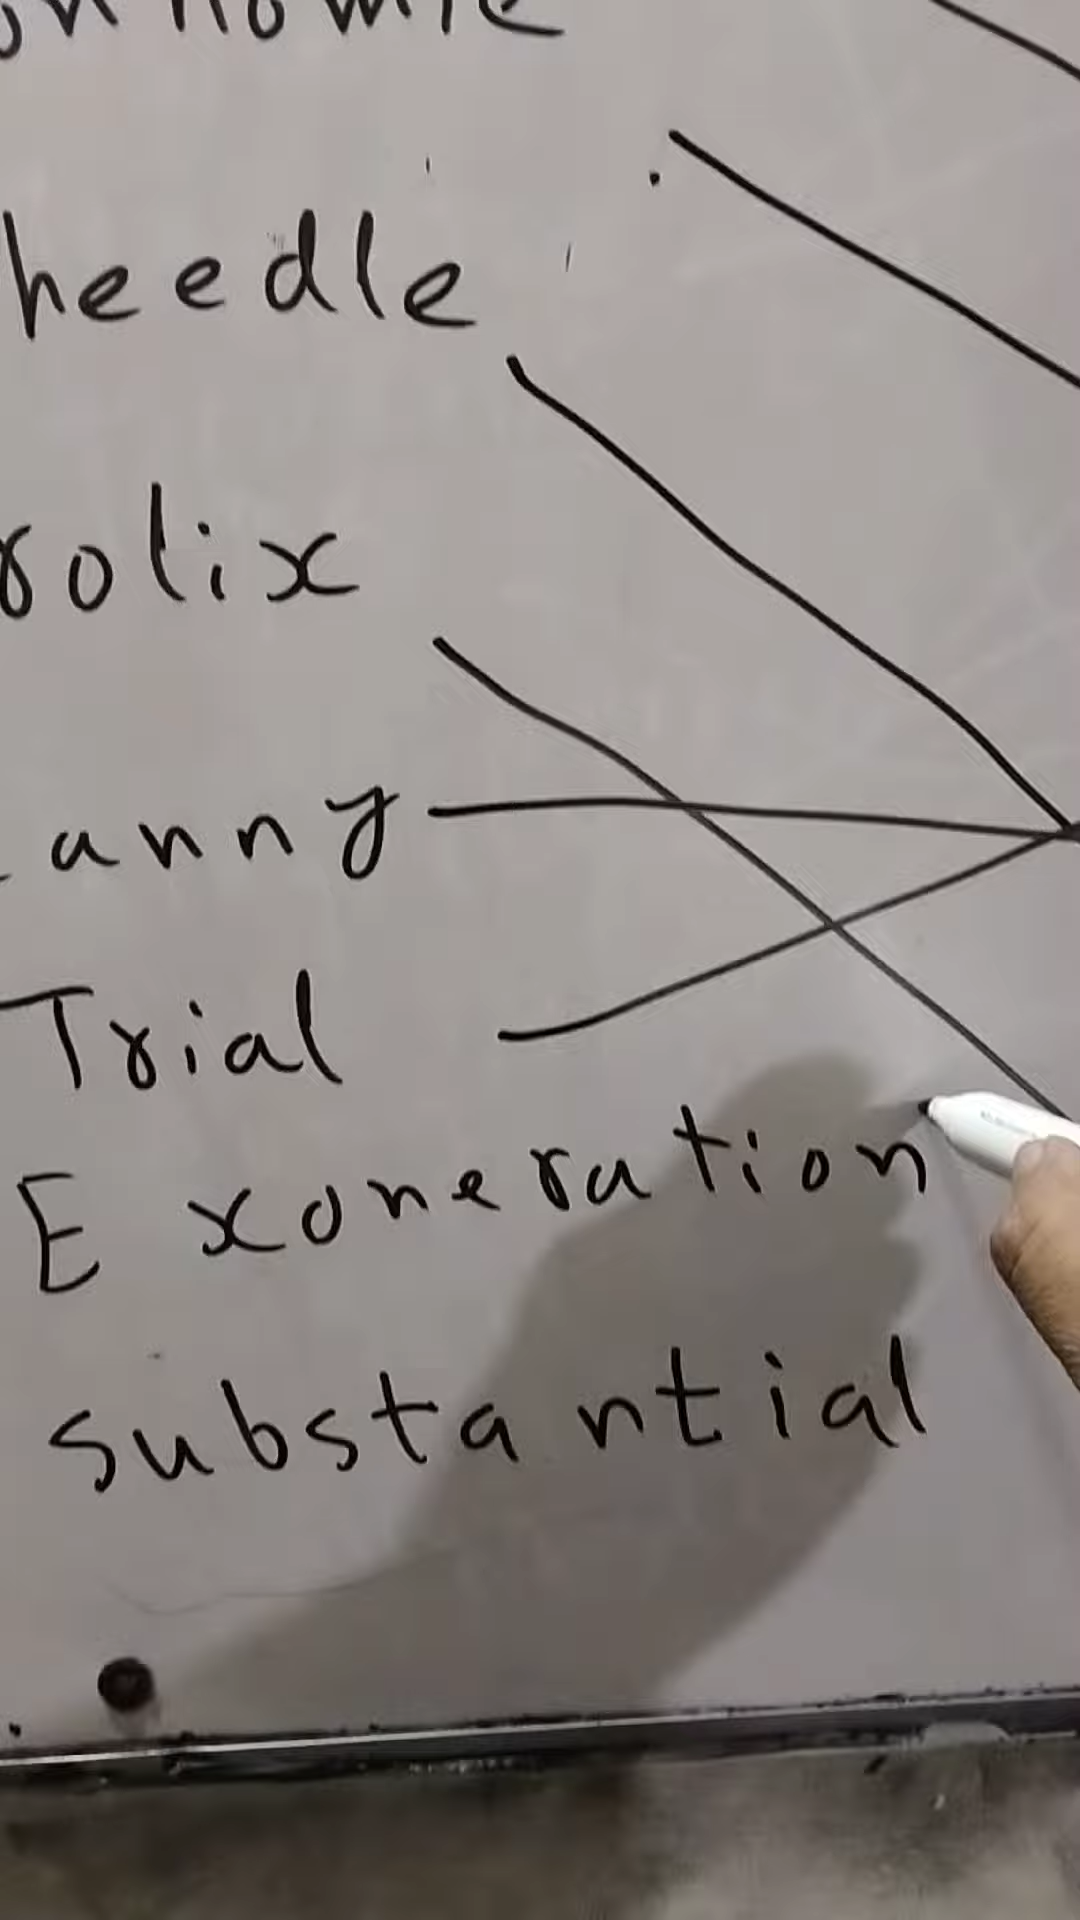 heedle
rolix
anny
Trial
Exoneration
substantial